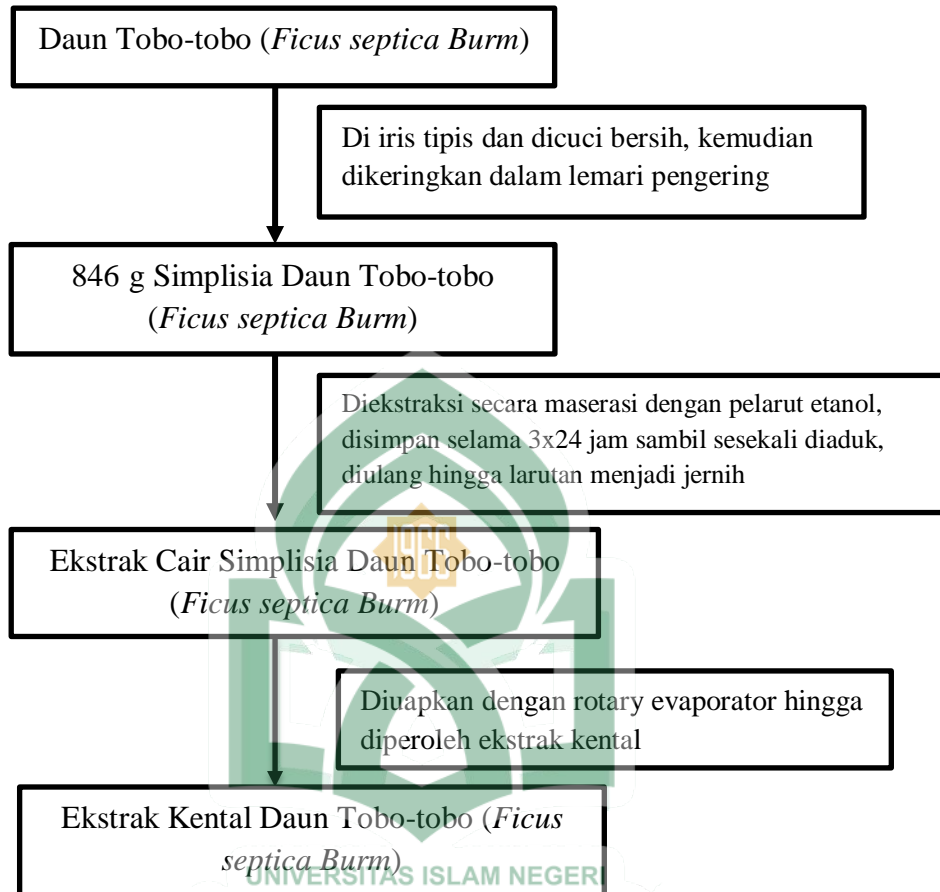 Daun Tobo-tobo (Ficus septica Burm)
Di iris tipis dan dicuci bersih, kemudian
dikeringkan dalam lemari pengering
846 g Simplisia Daun Tobo-tobo
(Ficus septica Burm)
Diekstraksi secara maserasi dengan pelarut etanol,
disimpan selama 3x24 jam sambil sesekali diaduk,
diulang hingga larutan menjadi jernih
1965
Ekstrak Cair Simplisia Daun Tobo-tobo
(Ficus septica Burm)
Diuapkan dengan rotary evaporator hingga
diperoleh ekstrak kental
Ekstrak Kental Daun Tobo-tobo (Ficus
septica Burm)
UNIVERSITAS ISLAM NEGERI